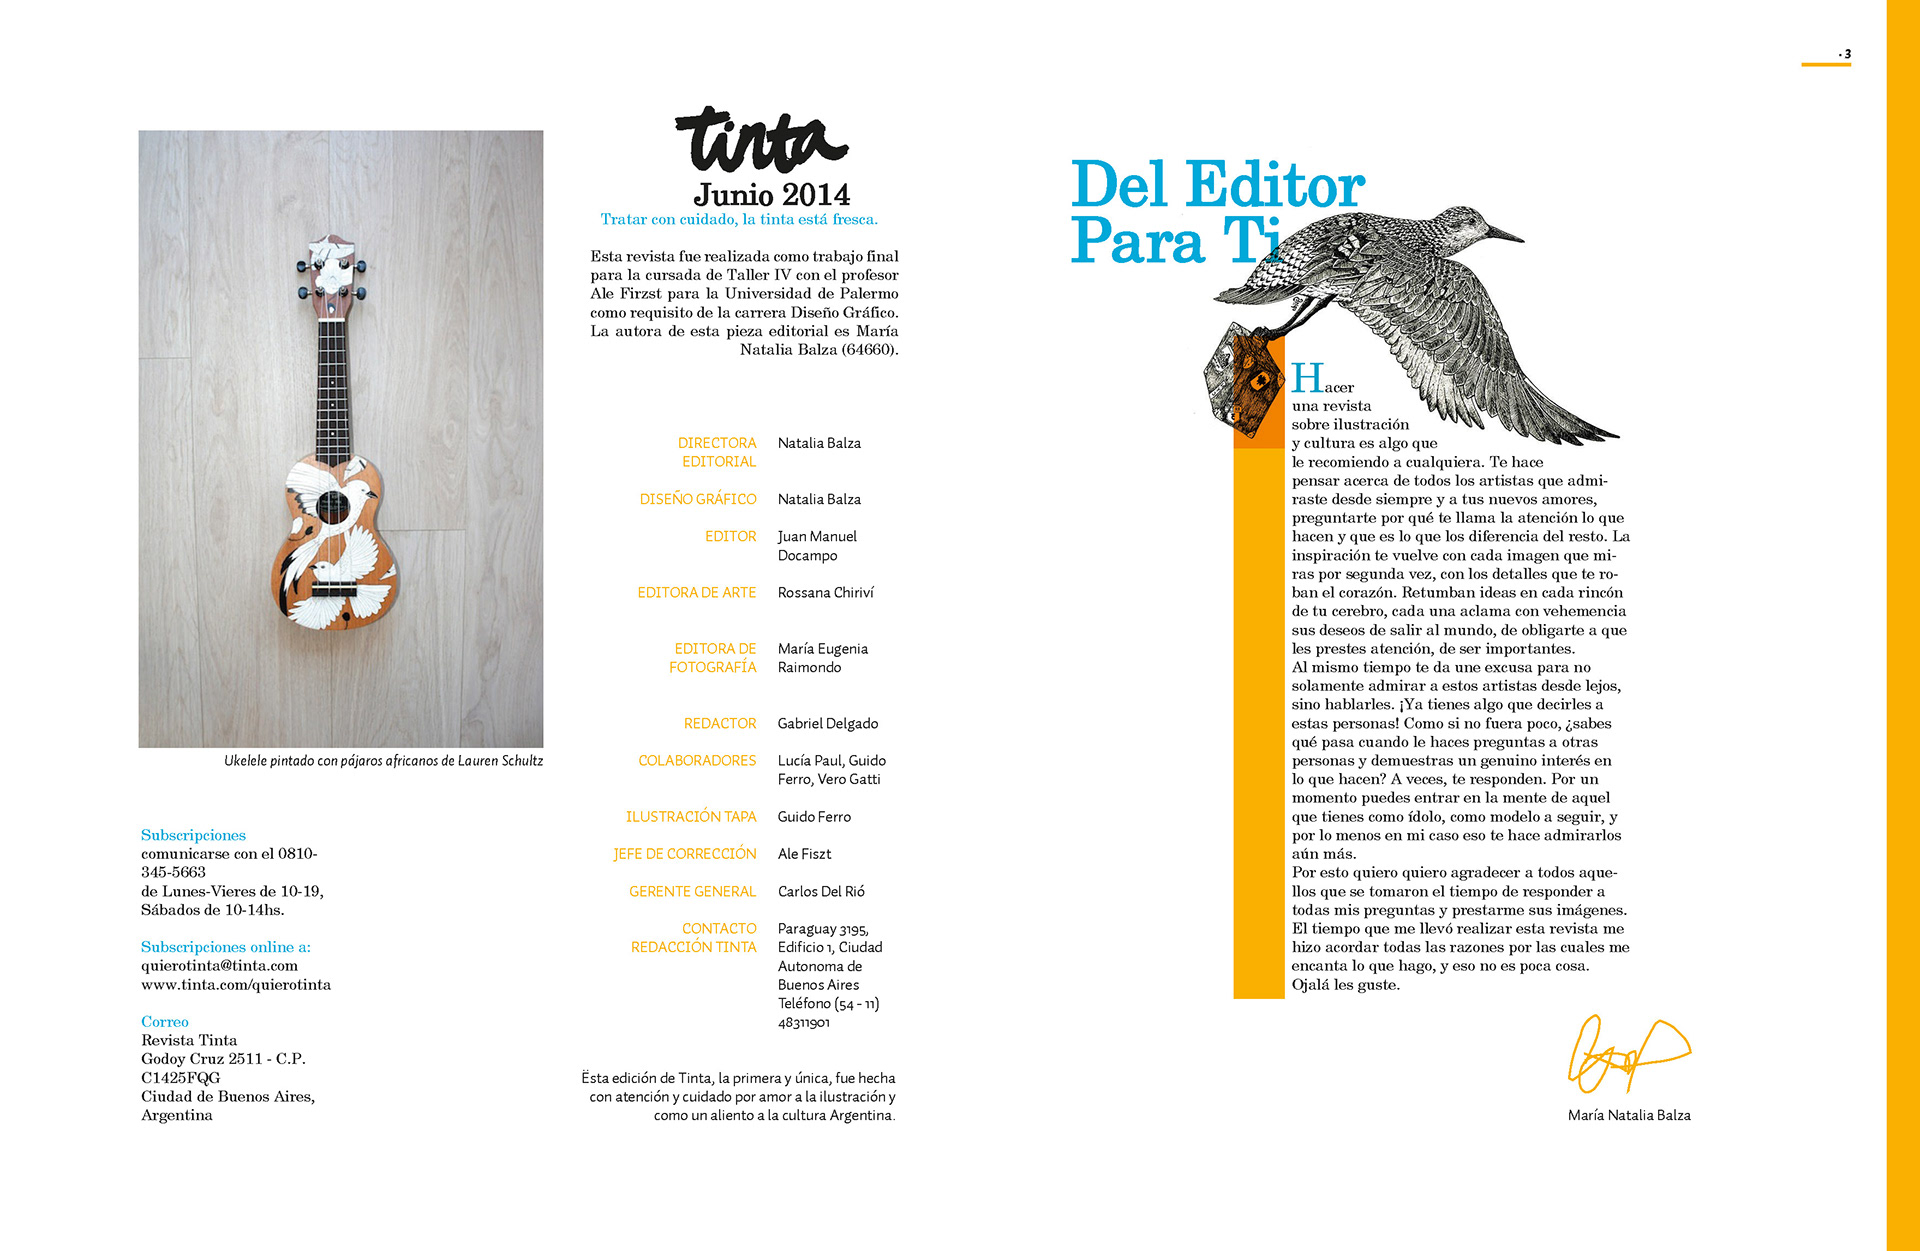 · 3
Ukelele pintado con pájaros africanos de Lauren Schultz
Subscripciones
comunicarse con el 0810-
345-5663
de Lunes-Vieres de 10-19,
Sábados de 10-14hs.
Subscripciones online a:
quierotinta@tinta.com
www.tinta.com/quierotinta
Correo
Revista Tinta
Godoy Cruz 2511 - C.P.
C1425FQG
Ciudad de Buenos Aires,
Argentina
tinta
Junio 2014
Tratar con cuidado, la tinta está fresca.
Esta revista fue realizada como trabajo final
para la cursada de Taller IV con el profesor
Ale Firzst para la Universidad de Palermo
como requisito de la carrera Diseño Gráfico.
La autora de esta pieza editorial es María
Natalia Balza (64660).
DIRECTORA EDITORIAL Natalia Balza
DISEÑO GRÁFICO Natalia Balza
EDITOR Juan Manuel
Docampo
EDITORA DE ARTE Rossana Chiriví
EDITORA DE María Eugenia
FOTOGRAFÍA Raimondo
REDACTOR Gabriel Delgado
COLABORADORES Lucía Paul, Guido
Ferro, Vero Gatti
ILUSTRACIÓN TAPA Guido Ferro
JEFE DE CORRECCIÓN Ale Fiszt
GERENTE GENERAL Carlos Del Rió
CONTACTO Paraguay 3195,
REDACCIÓN TINTA Edificio 1, Ciudad
Autonoma de
Buenos Aires
Teléfono (54 - 11)
48311901
Ësta edición de Tinta, la primera y única, fue hecha
con atención y cuidado por amor a la ilustración y
como un aliento a la cultura Argentina.
Del Editor
Para Ti
Hacer
una revista
sobre ilustración
y cultura es algo que
le recomiendo a cualquiera. Te hace
pensar acerca de todos los artistas que admi-
raste desde siempre y a tus nuevos amores,
preguntarte por qué te llama la atención lo que
hacen y que es lo que los diferencia del resto. La
inspiración te vuelve con cada imagen que mi-
ras por segunda vez, con los detalles que te ro-
ban el corazón. Retumban ideas en cada rincón
de tu cerebro, cada una aclama con vehemencia
sus deseos de salir al mundo, de obligarte a que
les prestes atención, de ser importantes.
Al mismo tiempo te da une excusa para no
solamente admirar a estos artistas desde lejos,
sino hablarles. ¡Ya tienes algo que decirles a
estas personas! Como si no fuera poco, ¿sabes
qué pasa cuando le haces preguntas a otras
personas y demuestras un genuino interés en
lo que hacen? A veces, te responden. Por un
momento puedes entrar en la mente de aquel
que tienes como ídolo, como modelo a seguir, y
por lo menos en mi caso eso te hace admirarlos
aún más.
Por esto quiero quiero agradecer a todos aque-
llos que se tomaron el tiempo de responder a
todas mis preguntas y prestarme sus imágenes.
El tiempo que me llevó realizar esta revista me
hizo acordar todas las razones por las cuales me
encanta lo que hago, y eso no es poca cosa.
Ojalá les guste.
María Natalia Balza